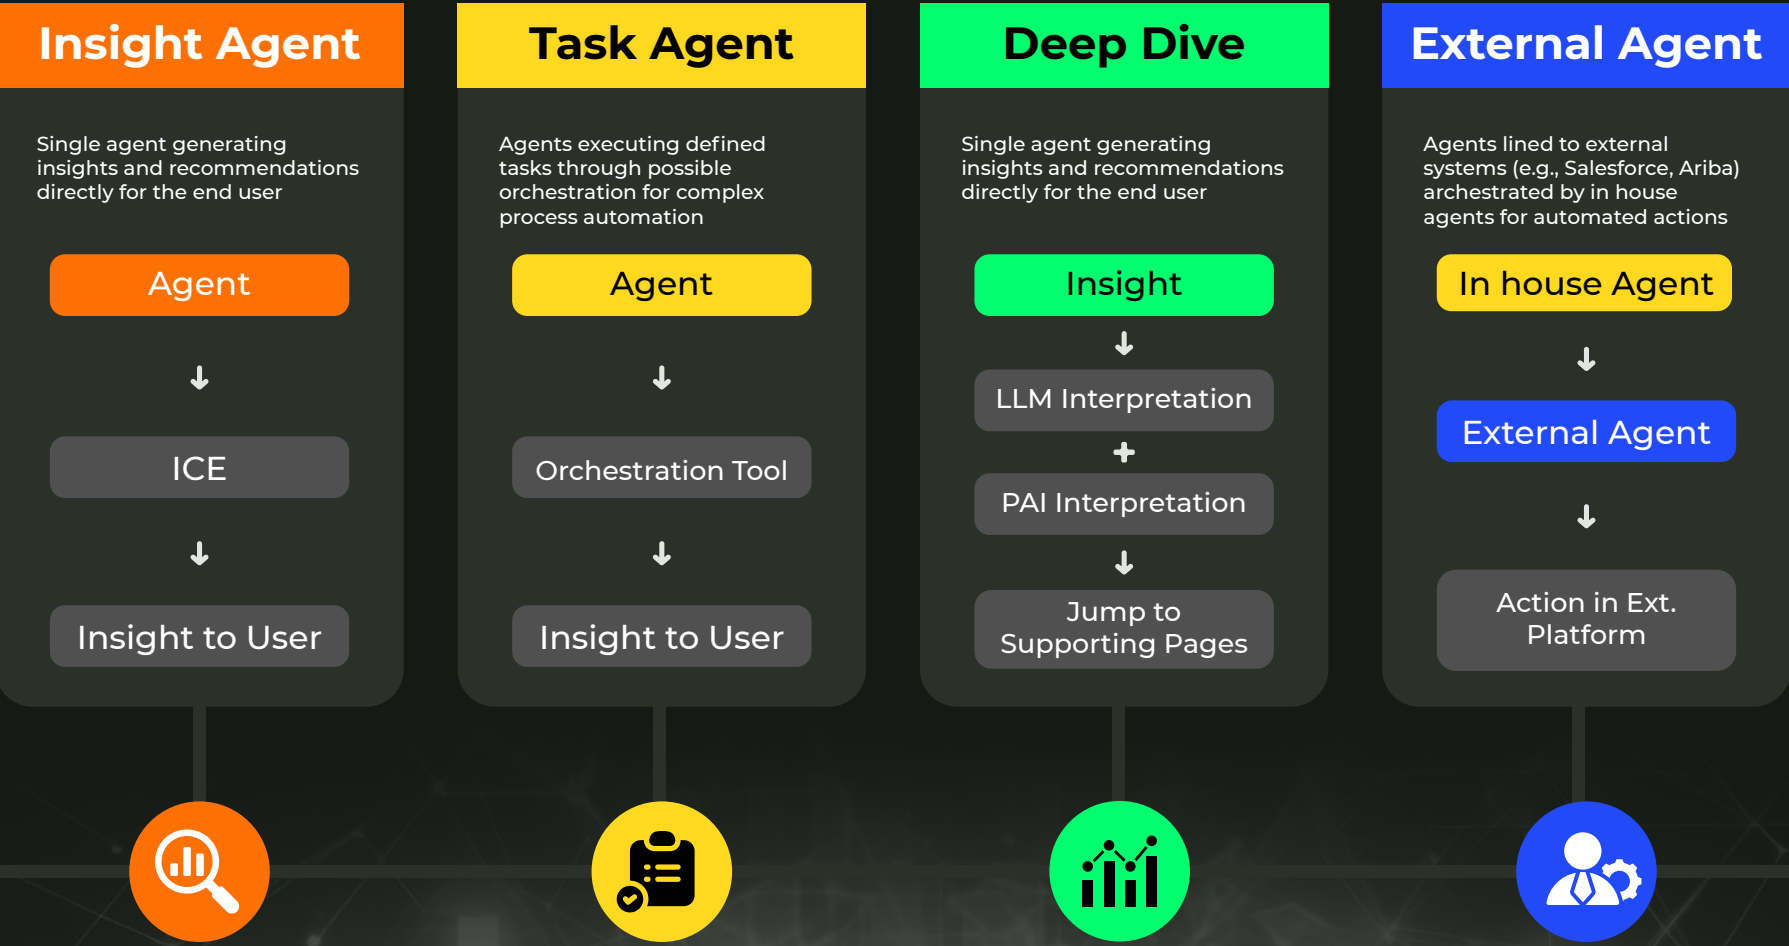 Insight Agent
Single agent generating
insights and recommendations
directly for the end user
Agent
ICE
Insight to User
Task Agent
Agents executing defined
tasks through possible
orchestration for complex
process automation
Agent
Orchestration Tool
Insight to User
Deep Dive
Single agent generating
insights and recommendations
directly for the end user
Insight
LLM Interpretation
+
PAI Interpretation
Jump to
Supporting Pages
External Agent
Agents lined to external
systems (e.g., Salesforce, Ariba)
archestrated by in house
agents for automated actions
In house Agent
External Agent
Action in Ext.
Platform